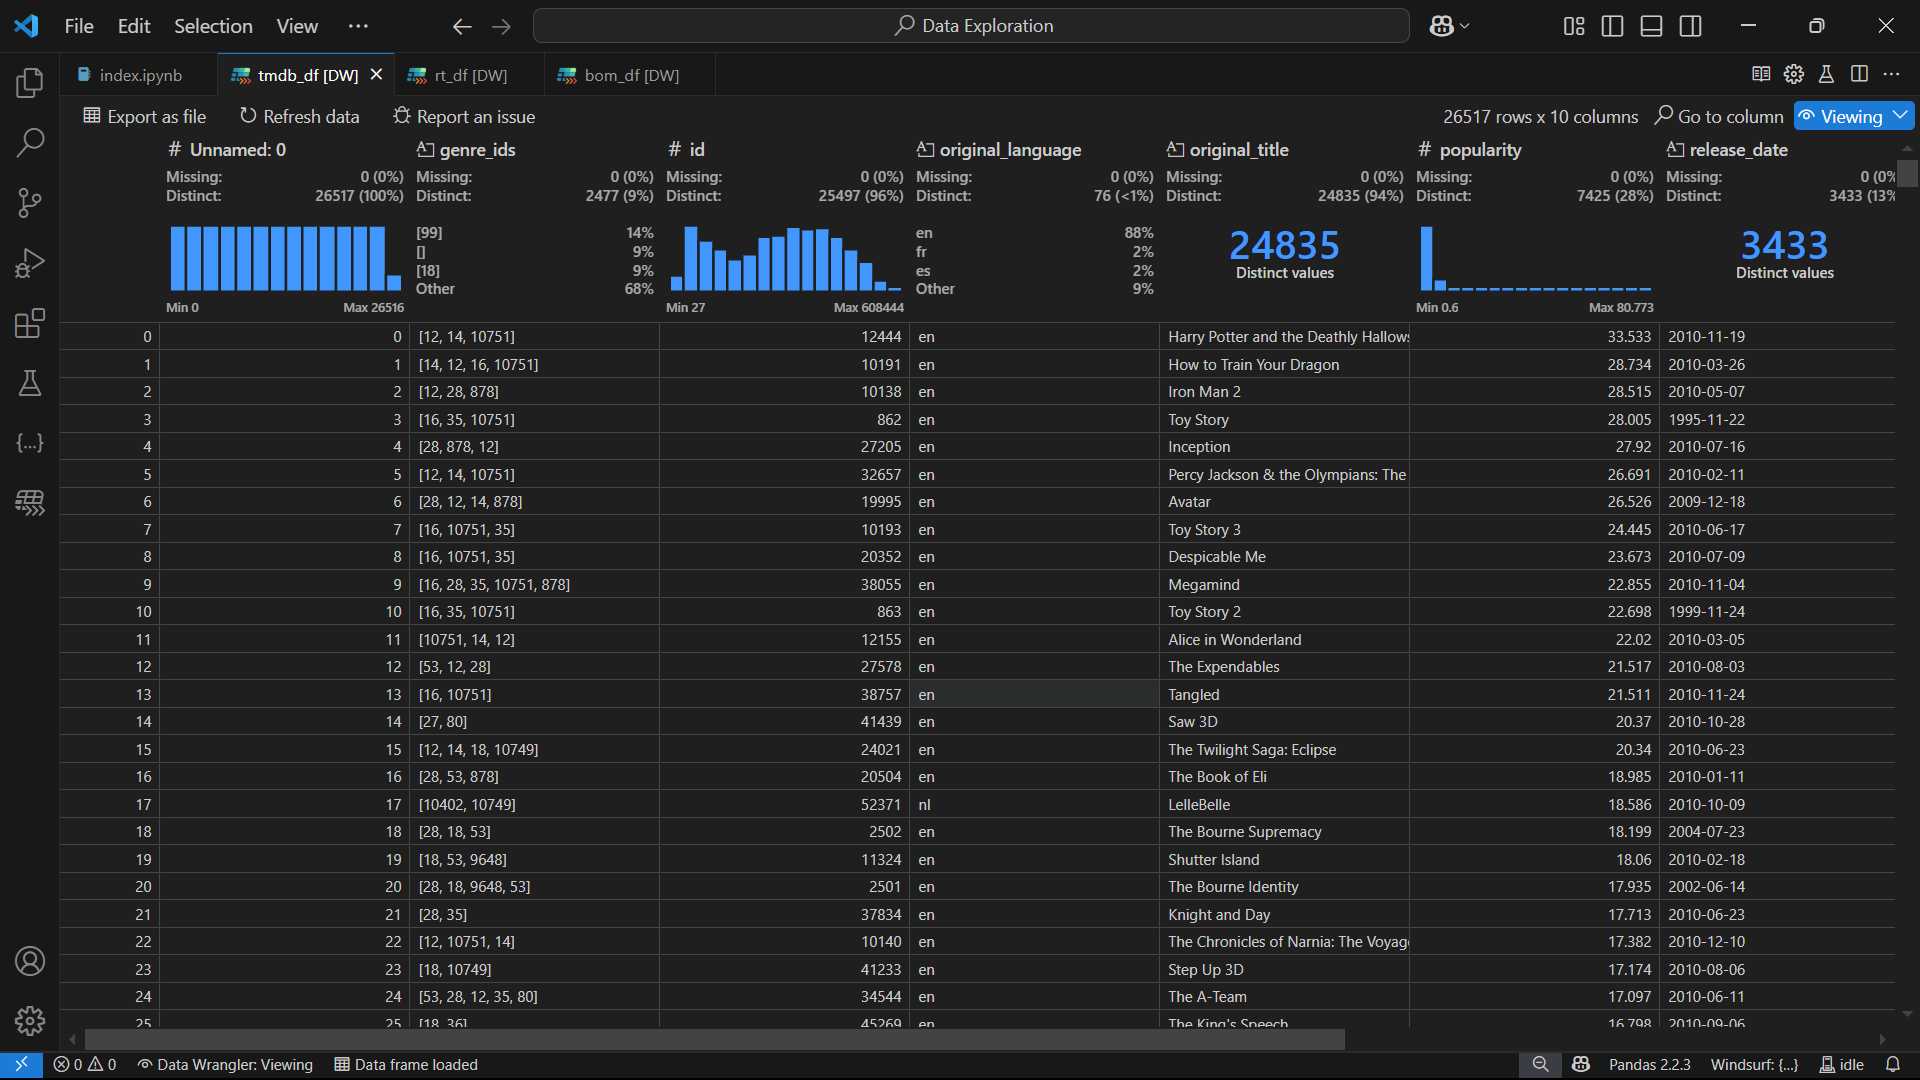 File Edit Selection View ··· Data Exploration
index.ipynb tmdb_df [DW] rt_df [DW] bom_df [DW]
Export as file Refresh data Report an issue 26517 rows x 10 columns Go to column Viewing
# Unnamed: 0 genre_ids # id original_language original_title # popularity release_date
Missing: 0 (0%) Missing: 0 (0%) Missing: 0 (0%) Missing: 0 (0%) Missing: 0 (0%) Missing: 0 (0%) Missing: 0 (0%
Distinct: 26517 (100%) Distinct: 2477 (9%) Distinct: 25497 (96%) Distinct: 76 (<1%) Distinct: 24835 (94%) Distinct: 7425 (28%) Distinct: 3433 (13%
[99] 14% en 88% 24835 3433
[] 9% fr 2%
[18] 9% es 2% Distinct values Distinct values
Other 68% Other 9%
Min 0 Max 26516 Min 27 Max 608444 Min 0.6 Max 80.773
0 0 [12, 14, 10751] 12444 en Harry Potter and the Deathly Hallows 33.533 2010-11-19
1 1 [14, 12, 16, 10751] 10191 en How to Train Your Dragon 28.734 2010-03-26
2 2 [12, 28, 878] 10138 en Iron Man 2 28.515 2010-05-07
3 3 [16, 35, 10751] 862 en Toy Story 28.005 1995-11-22
4 4 [28, 878, 12] 27205 en Inception 27.92 2010-07-16
5 5 [12, 14, 10751] 32657 en Percy Jackson & the Olympians: The 26.691 2010-02-11
6 6 [28, 12, 14, 878] 19995 en Avatar 26.526 2009-12-18
7 7 [16, 10751, 35] 10193 en Toy Story 3 24.445 2010-06-17
8 8 [16, 10751, 35] 20352 en Despicable Me 23.673 2010-07-09
9 9 [16, 28, 35, 10751, 878] 38055 en Megamind 22.855 2010-11-04
10 10 [16, 35, 10751] 863 en Toy Story 2 22.698 1999-11-24
11 11 [10751, 14, 12] 12155 en Alice in Wonderland 22.02 2010-03-05
12 12 [53, 12, 28] 27578 en The Expendables 21.517 2010-08-03
13 13 [16, 10751] 38757 en Tangled 21.511 2010-11-24
14 14 [27, 80] 41439 en Saw 3D 20.37 2010-10-28
15 15 [12, 14, 18, 10749] 24021 en The Twilight Saga: Eclipse 20.34 2010-06-23
16 16 [28, 53, 878] 20504 en The Book of Eli 18.985 2010-01-11
17 17 [10402, 10749] 52371 nl LelleBelle 18.586 2010-10-09
18 18 [28, 18, 53] 2502 en The Bourne Supremacy 18.199 2004-07-23
19 19 [18, 53, 9648] 11324 en Shutter Island 18.06 2010-02-18
20 20 [28, 18, 9648, 53] 2501 en The Bourne Identity 17.935 2002-06-14
21 21 [28, 35] 37834 en Knight and Day 17.713 2010-06-23
22 22 [12, 10751, 14] 10140 en The Chronicles of Narnia: The Voyag 17.382 2010-12-10
23 23 [18, 10749] 41233 en Step Up 3D 17.174 2010-08-06
24 24 [53, 28, 12, 35, 80] 34544 en The A-Team 17.097 2010-06-11
25 25 [18, 36] 45269 en The King's Speech 16.798 2010-09-06
0 0 Data Wrangler: Viewing Data frame loaded Pandas 2.2.3 Windsurf: {...} idle